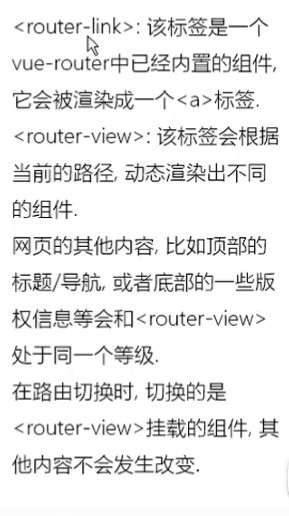 <router-link>: 该标签是一个
vue-router中已经内置的组件,
它会被渲染成一个<a>标签.
<router-view>: 该标签会根据
当前的路径, 动态渲染出不同
的组件.
网页的其他内容, 比如顶部的
标题/导航, 或者底部的一些版
权信息等会和<router-view>
处于同一个等级.
在路由切换时, 切换的是
<router-view>挂载的组件, 其
他内容不会发生改变.